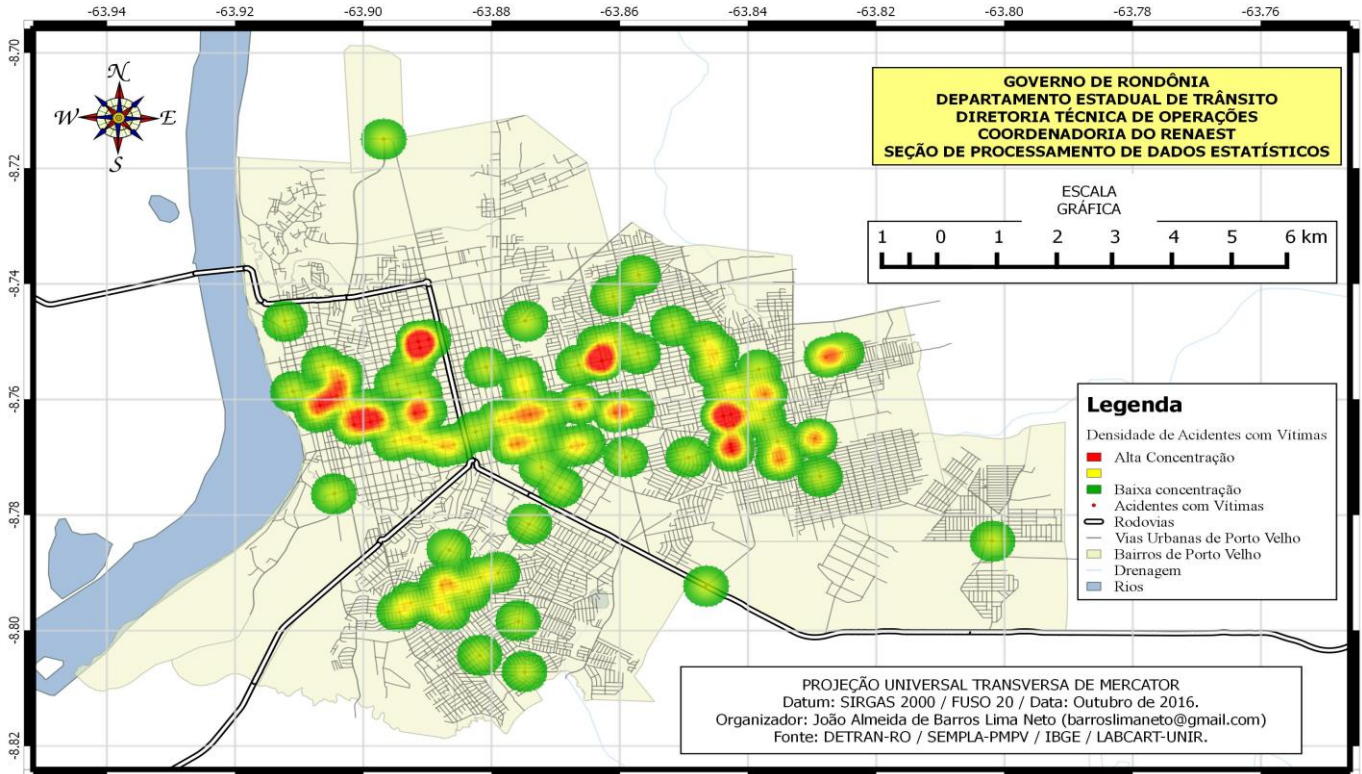 -63.94 -63.92 -63.90 -63.88 -63.86 -63.84 -63.82 -63.80 -63.78 -63.76
-8.70
-8.72
-8.74
-8.76
-8.78
-8.80
-8.82
N
W E
S
GOVERNO DE RONDÔNIA
DEPARTAMENTO ESTADUAL DE TRÂNSITO
DIRETORIA TÉCNICA DE OPERAÇÕES
COORDENADORIA DO RENAEST
SEÇÃO DE PROCESSAMENTO DE DADOS ESTATÍSTICOS
ESCALA
GRÁFICA
1 0 1 2 3 4 5 6 km
Legenda
Densidade de Acidentes com Vítimas
Alta Concentração
Baixa concentração
Acidentes com Vítimas
Rodovias
Vias Urbanas de Porto Velho
Bairros de Porto Velho
Drenagem
Rios
PROJEÇÃO UNIVERSAL TRANSVERSA DE MERCATOR
Datum: SIRGAS 2000 / FUSO 20 / Data: Outubro de 2016.
Organizador: João Almeida de Barros Lima Neto (barroslimaneto@gmail.com)
Fonte: DETRAN-RO / SEMPLA-PMPV / IBGE / LABCART-UNIR.